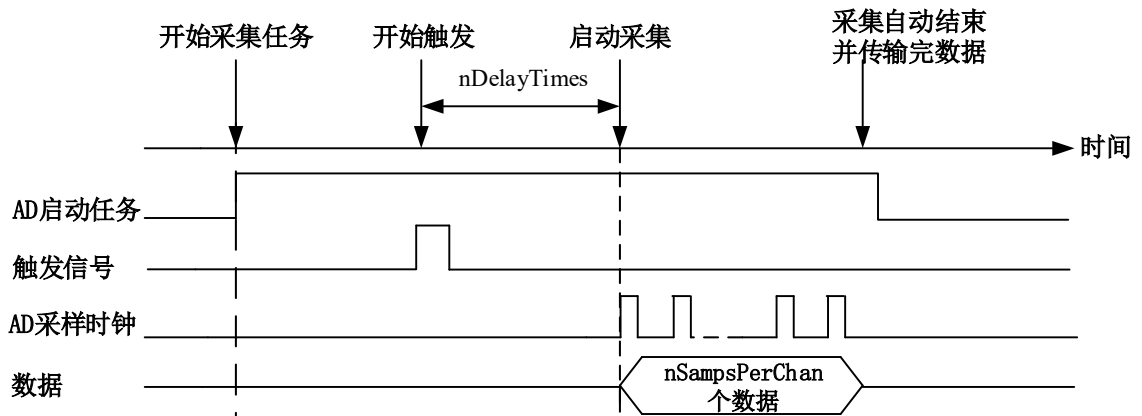 开始采集任务
开始触发
启动采集
采集自动结束
并传输完数据
nDelayTimes
时间
AD启动任务
触发信号
AD采样时钟
数据
nSampsPerChan
个数据